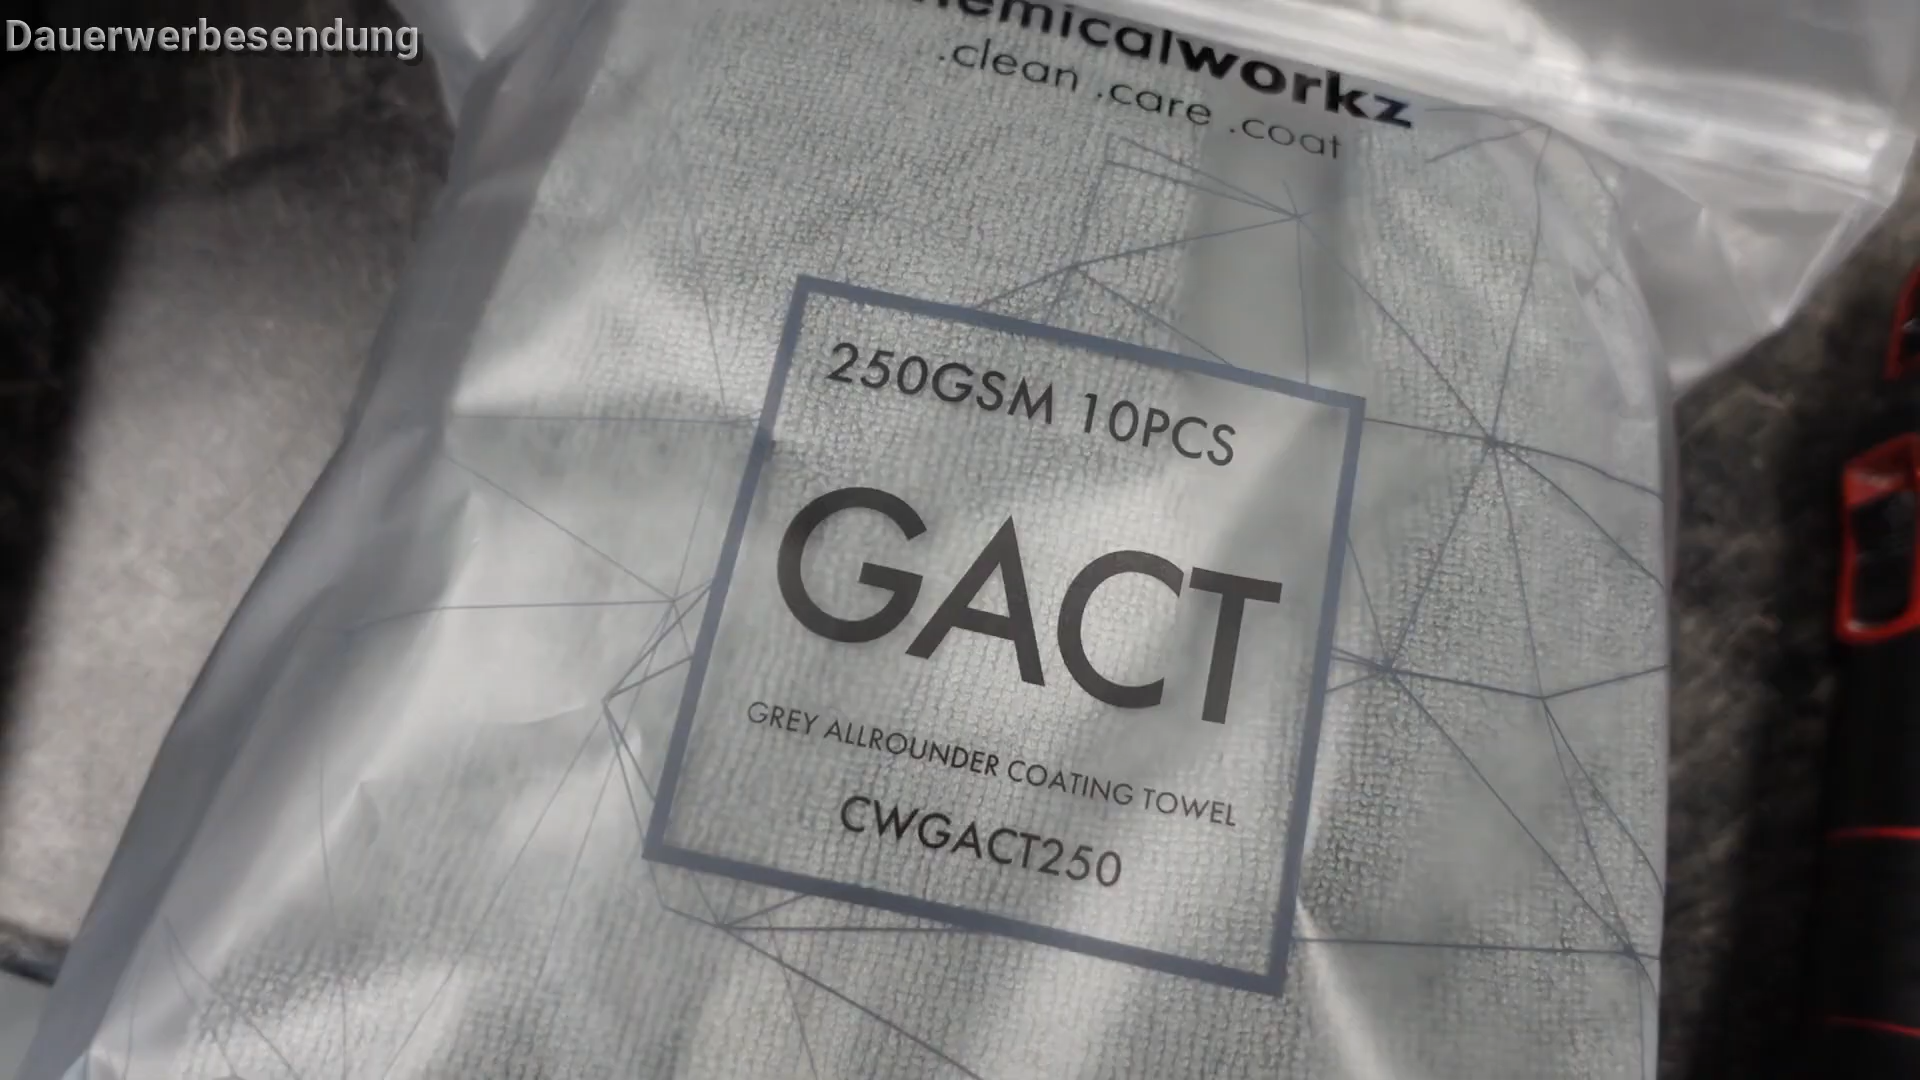 Dauerwerbesendung
emicalworkz
.clean .care .coat
250GSM 10PCS
GACT
GREY ALLROUNDER COATING TOWEL
CWGACT250